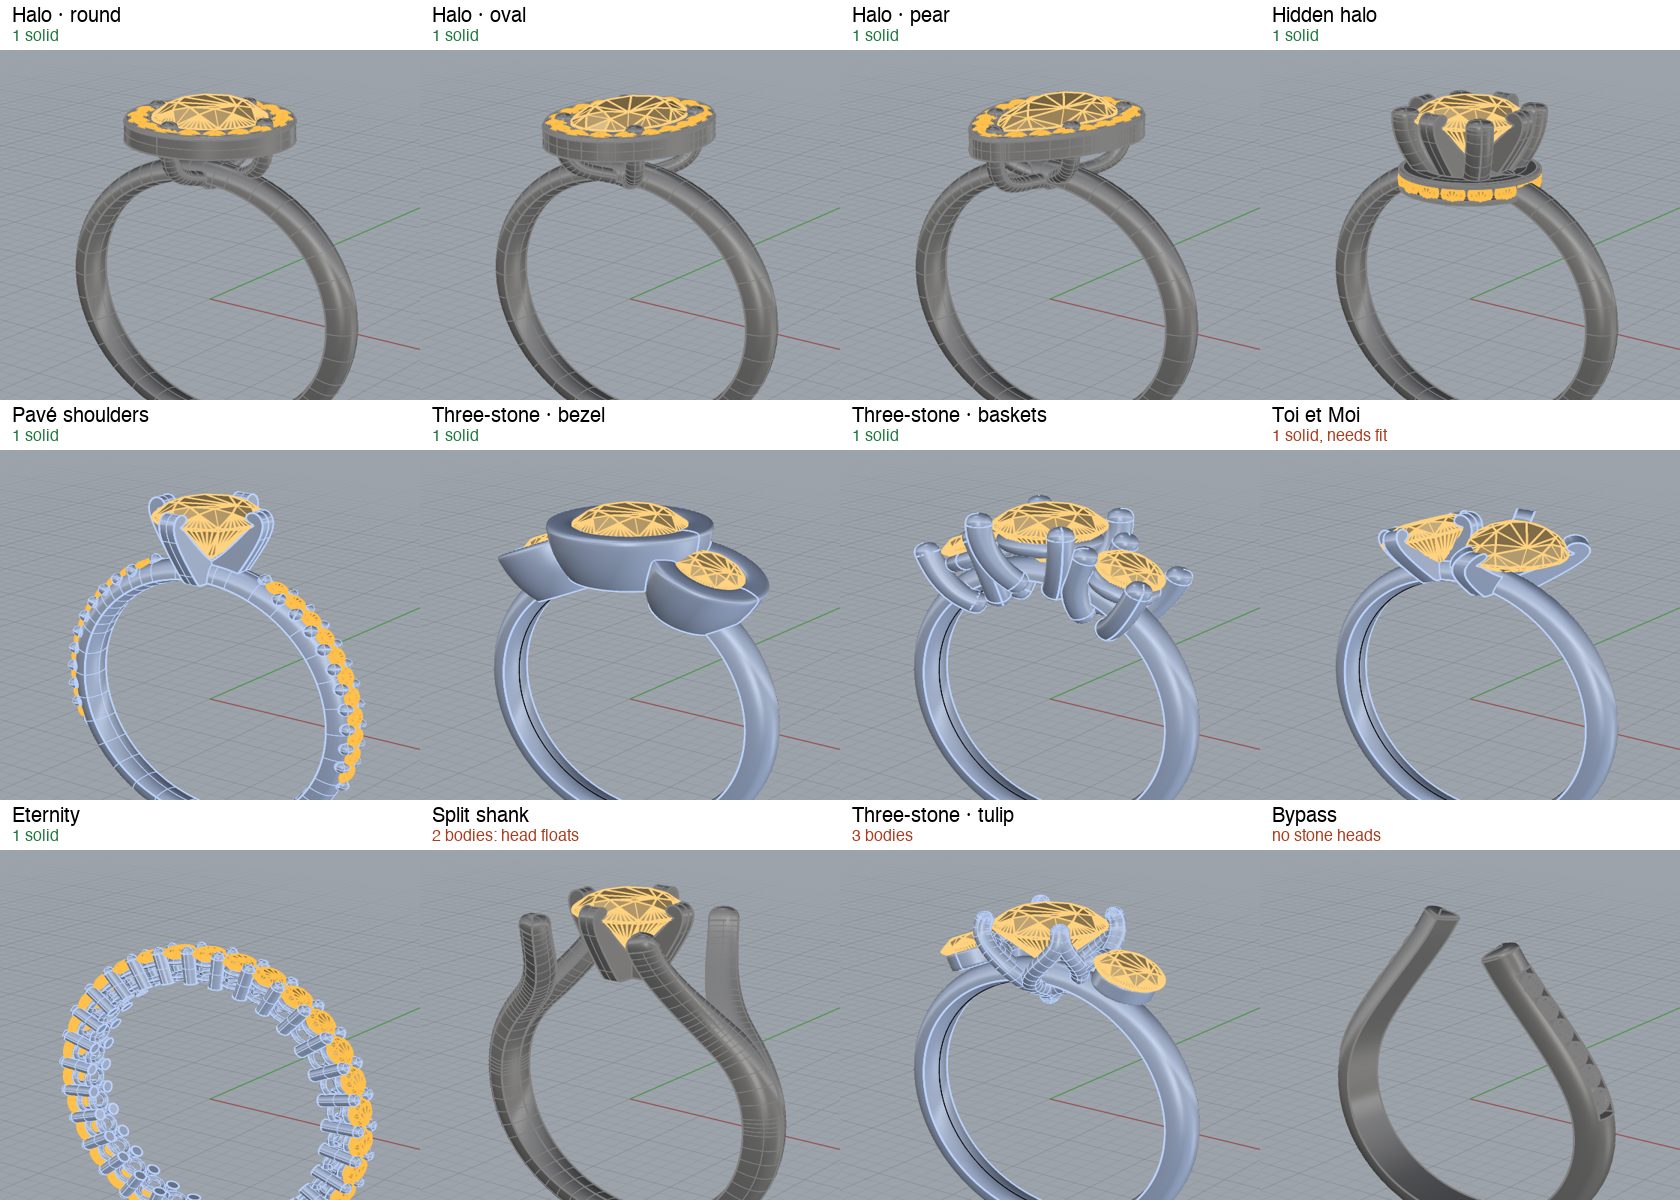 Halo · round
1 solid
Halo · oval
1 solid
Halo · pear
1 solid
Hidden halo
1 solid
Pavé shoulders
1 solid
Three-stone · bezel
1 solid
Three-stone · baskets
1 solid
Toi et Moi
1 solid, needs fit
Eternity
1 solid
Split shank
2 bodies: head floats
Three-stone · tulip
3 bodies
Bypass
no stone heads